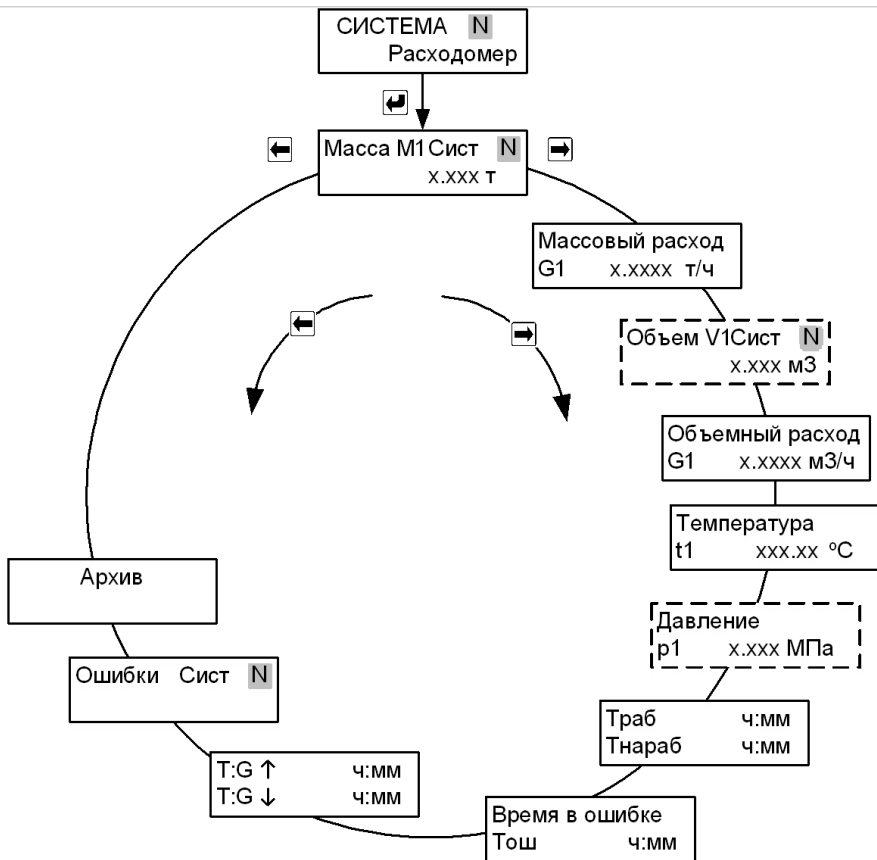 СИСТЕМА N
Расходомер
Масса M1Сист N
x.xxx т
Массовый расход
G1 x.xxxx т/ч
Объем V1Сист N
x.xxx м3
Объемный расход
G1 x.xxxx м3/ч
Температура
t1 xxx.xx ºC
Давление
p1 x.xxx МПа
Траб ч:мм
Тнараб ч:мм
Время в ошибке
Тош ч:мм
T:G ↑ ч:мм
T:G ↓ ч:мм
Ошибки Сист N
Архив